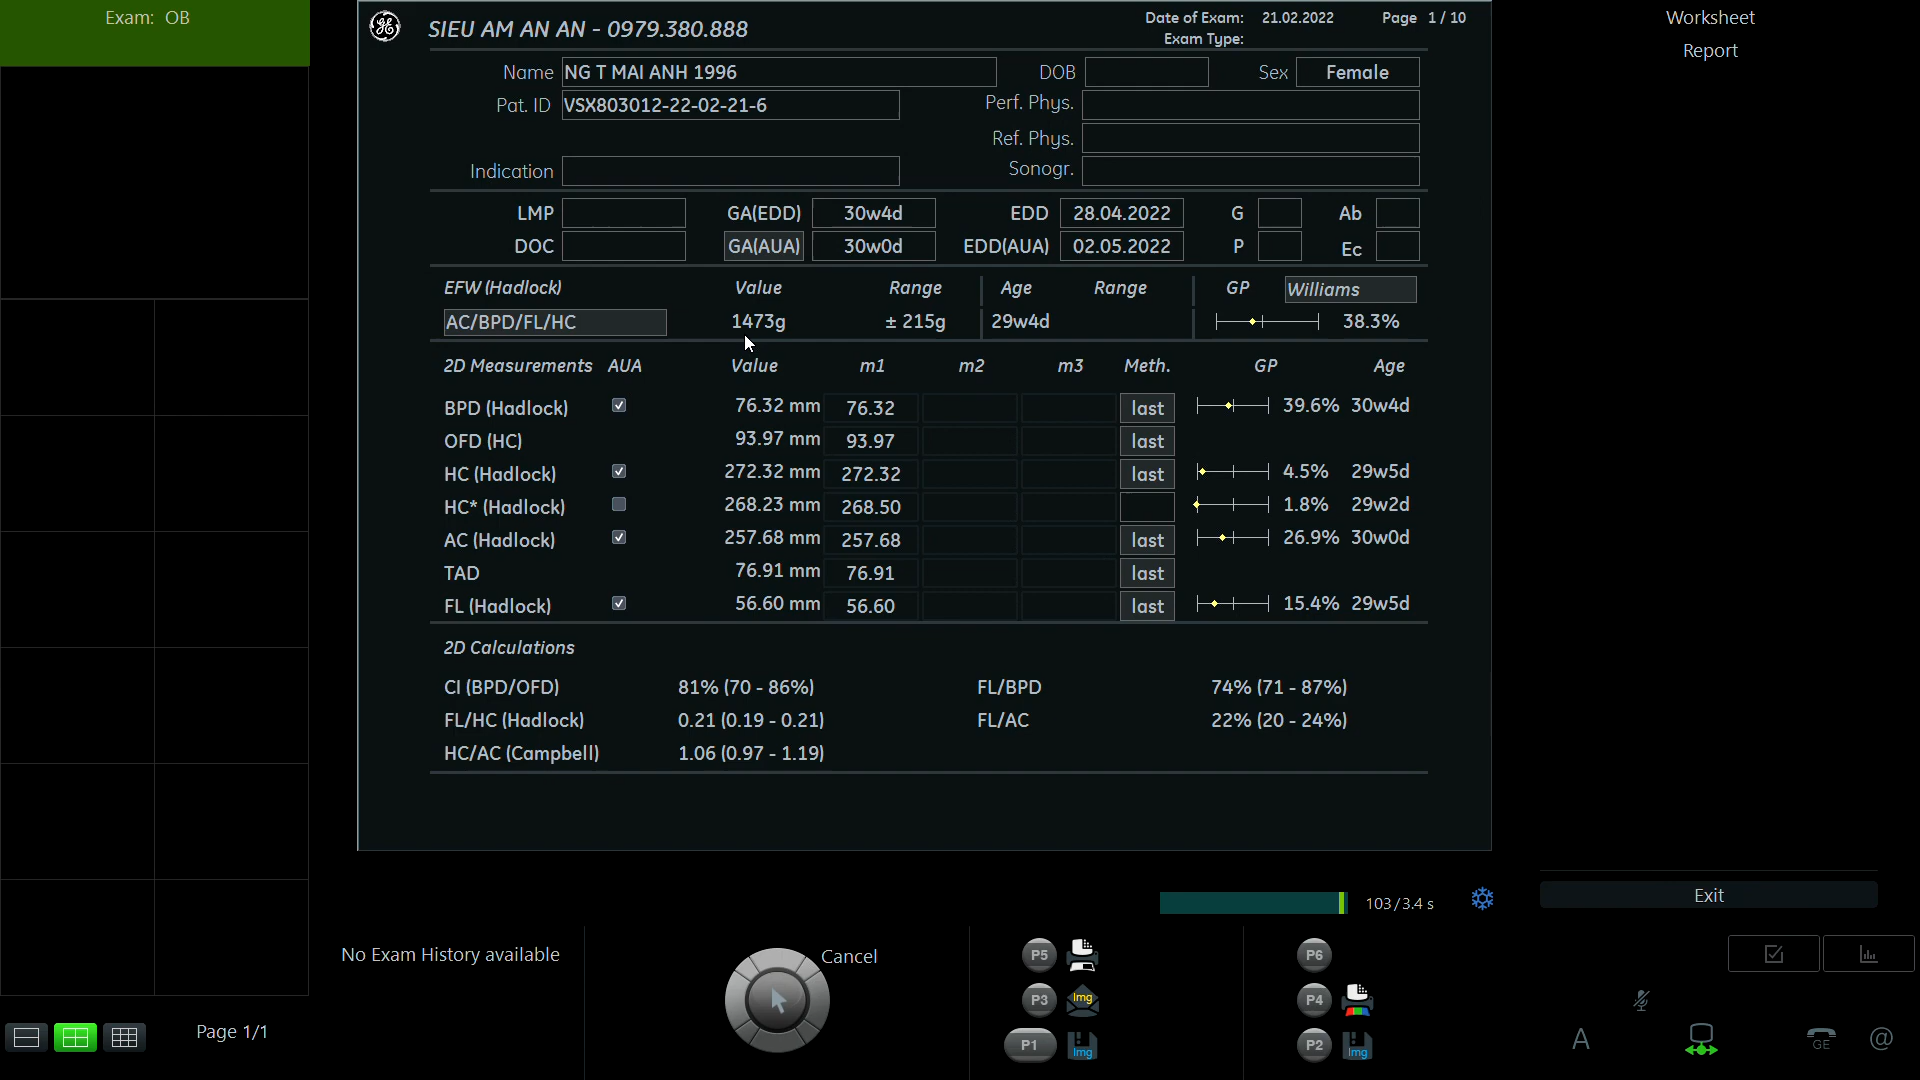 Exam: OB
SIEU AM AN AN - 0979.380.888
Date of Exam: 21.02.2022 Page 1 / 10
Exam Type:
Name NG T MAI ANH 1996 DOB Sex Female
Pat. ID VSX803012-22-02-21-6 Perf. Phys.
Ref. Phys.
Indication Sonogr.
LMP GA(EDD) 30w4d EDD 28.04.2022 G Ab
DOC GA(AUA) 30w0d EDD(AUA) 02.05.2022 P Ec
EFW (Hadlock) Value Range Age Range GP Williams
AC/BPD/FL/HC 1473g ± 215g 29w4d 38.3%
2D Measurements AUA Value m1 m2 m3 Meth. GP Age
BPD (Hadlock) 76.32 mm 76.32 last 39.6% 30w4d
OFD (HC) 93.97 mm 93.97 last
HC (Hadlock) 272.32 mm 272.32 last 4.5% 29w5d
HC* (Hadlock) 268.23 mm 268.50 1.8% 29w2d
AC (Hadlock) 257.68 mm 257.68 last 26.9% 30w0d
TAD 76.91 mm 76.91 last
FL (Hadlock) 56.60 mm 56.60 last 15.4% 29w5d
2D Calculations
CI (BPD/OFD) 81% (70 - 86%) FL/BPD 74% (71 - 87%)
FL/HC (Hadlock) 0.21 (0.19 - 0.21) FL/AC 22% (20 - 24%)
HC/AC (Campbell) 1.06 (0.97 - 1.19)
Worksheet
Report
103/3.4 s
Exit
No Exam History available
Cancel
P5
P3 Img
P1 Img
P6
P4
P2 Img
Page 1/1
A
GE
@